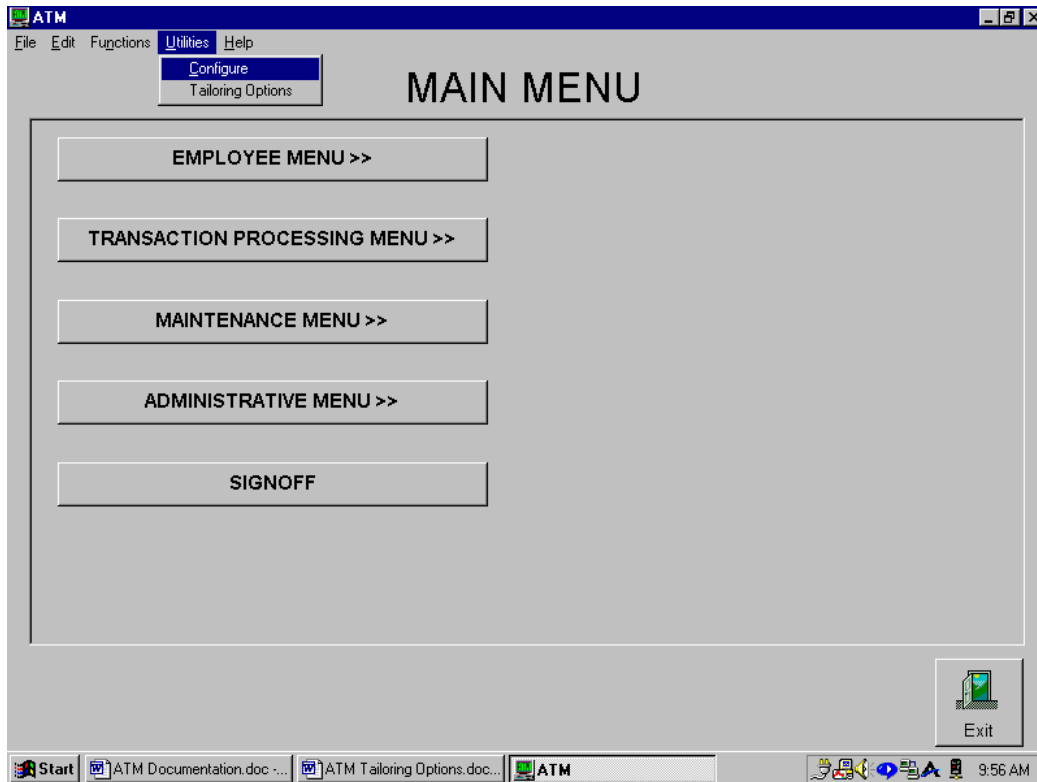 ATM
File Edit Functions Utilities Help
Configure
Tailoring Options
MAIN MENU
EMPLOYEE MENU >>
TRANSACTION PROCESSING MENU >>
MAINTENANCE MENU >>
ADMINISTRATIVE MENU >>
SIGNOFF
Exit
Start ATM Documentation.doc -... ATM Tailoring Options.doc... ATM 9:56 AM